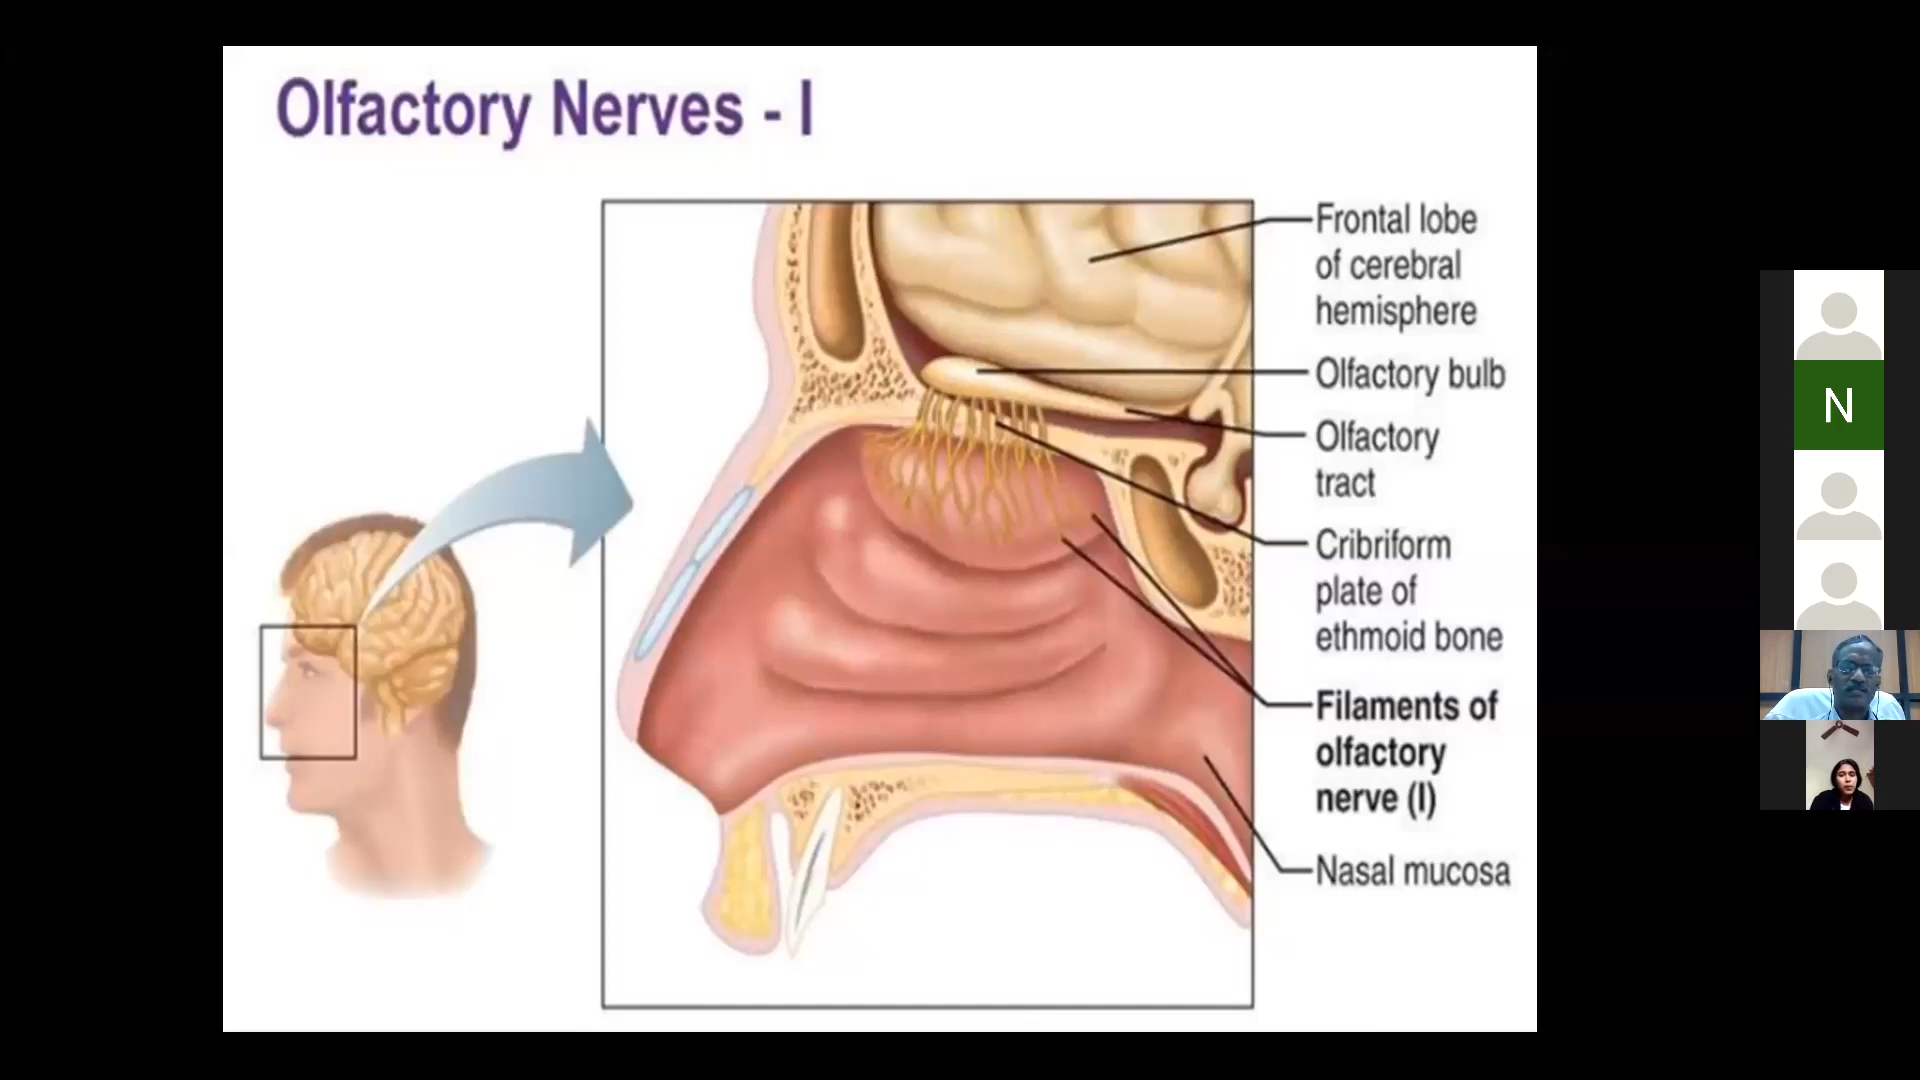 Olfactory Nerves - I
Frontal lobe
of cerebral
hemisphere
Olfactory bulb
Olfactory
tract
Cribriform
plate of
ethmoid bone
Filaments of
olfactory
nerve (I)
Nasal mucosa
N